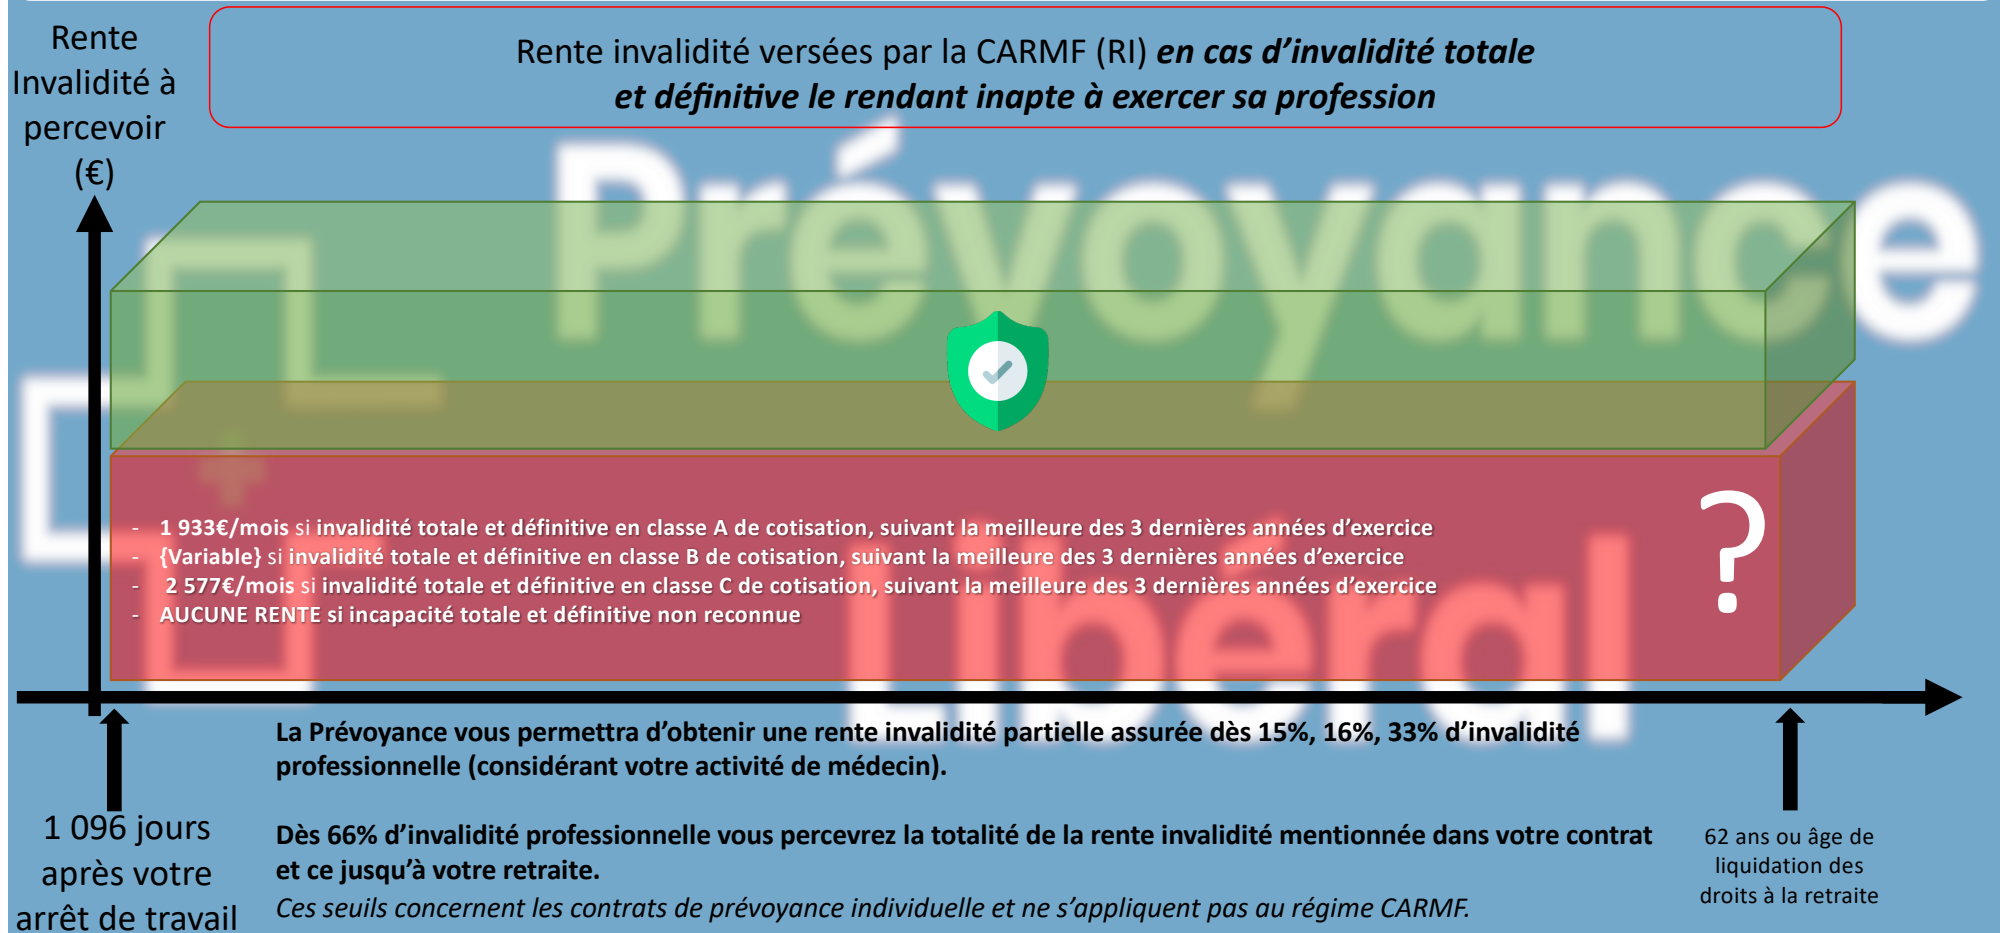 Rente
Invalidité à
percevoir
(€)
Rente invalidité versées par la CARMF (RI) en cas d’invalidité totale
et définitive le rendant inapte à exercer sa profession
Prévoyance
Libéral
- 1 933€/mois si invalidité totale et définitive en classe A de cotisation, suivant la meilleure des 3 dernières années d’exercice
- {Variable} si invalidité totale et définitive en classe B de cotisation, suivant la meilleure des 3 dernières années d’exercice
- 2 577€/mois si invalidité totale et définitive en classe C de cotisation, suivant la meilleure des 3 dernières années d’exercice
- AUCUNE RENTE si incapacité totale et définitive non reconnue
?
La Prévoyance vous permettra d’obtenir une rente invalidité partielle assurée dès 15%, 16%, 33% d’invalidité
professionnelle (considérant votre activité de médecin).
Dès 66% d’invalidité professionnelle vous percevrez la totalité de la rente invalidité mentionnée dans votre contrat
et ce jusqu’à votre retraite.
Ces seuils concernent les contrats de prévoyance individuelle et ne s’appliquent pas au régime CARMF.
1 096 jours
après votre
arrêt de travail
62 ans ou âge de
liquidation des
droits à la retraite